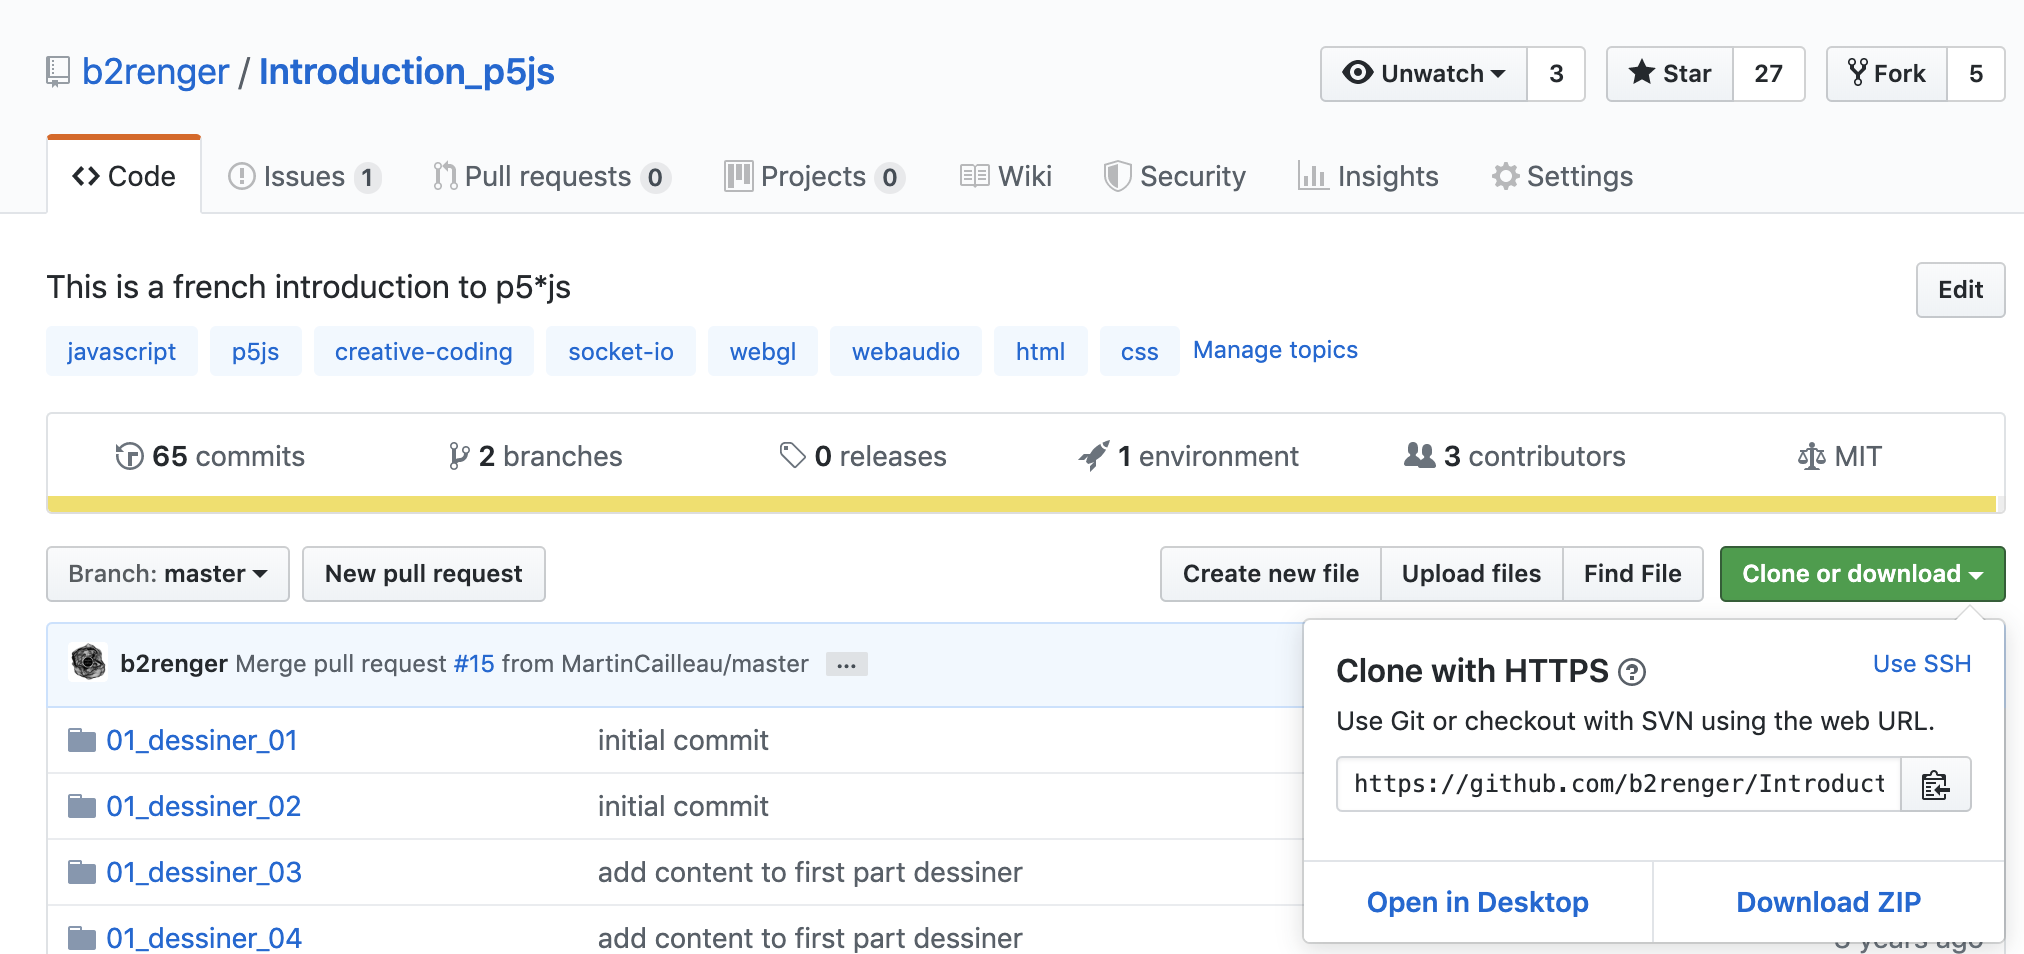 b2renger / Introduction_p5js
Unwatch 3 Star 27 Fork 5
Code Issues 1 Pull requests 0 Projects 0 Wiki Security Insights Settings
This is a french introduction to p5*js
Edit
javascript p5js creative-coding socket-io webgl webaudio html css Manage topics
65 commits 2 branches 0 releases 1 environment 3 contributors MIT
Branch: master New pull request Create new file Upload files Find File Clone or download
b2renger Merge pull request #15 from MartinCailleau/master ...
Clone with HTTPS ? Use SSH
Use Git or checkout with SVN using the web URL.
https://github.com/b2renger/Introduct
Open in Desktop Download ZIP
01_dessiner_01 initial commit
01_dessiner_02 initial commit
01_dessiner_03 add content to first part dessiner
01_dessiner_04 add content to first part dessiner
years ago